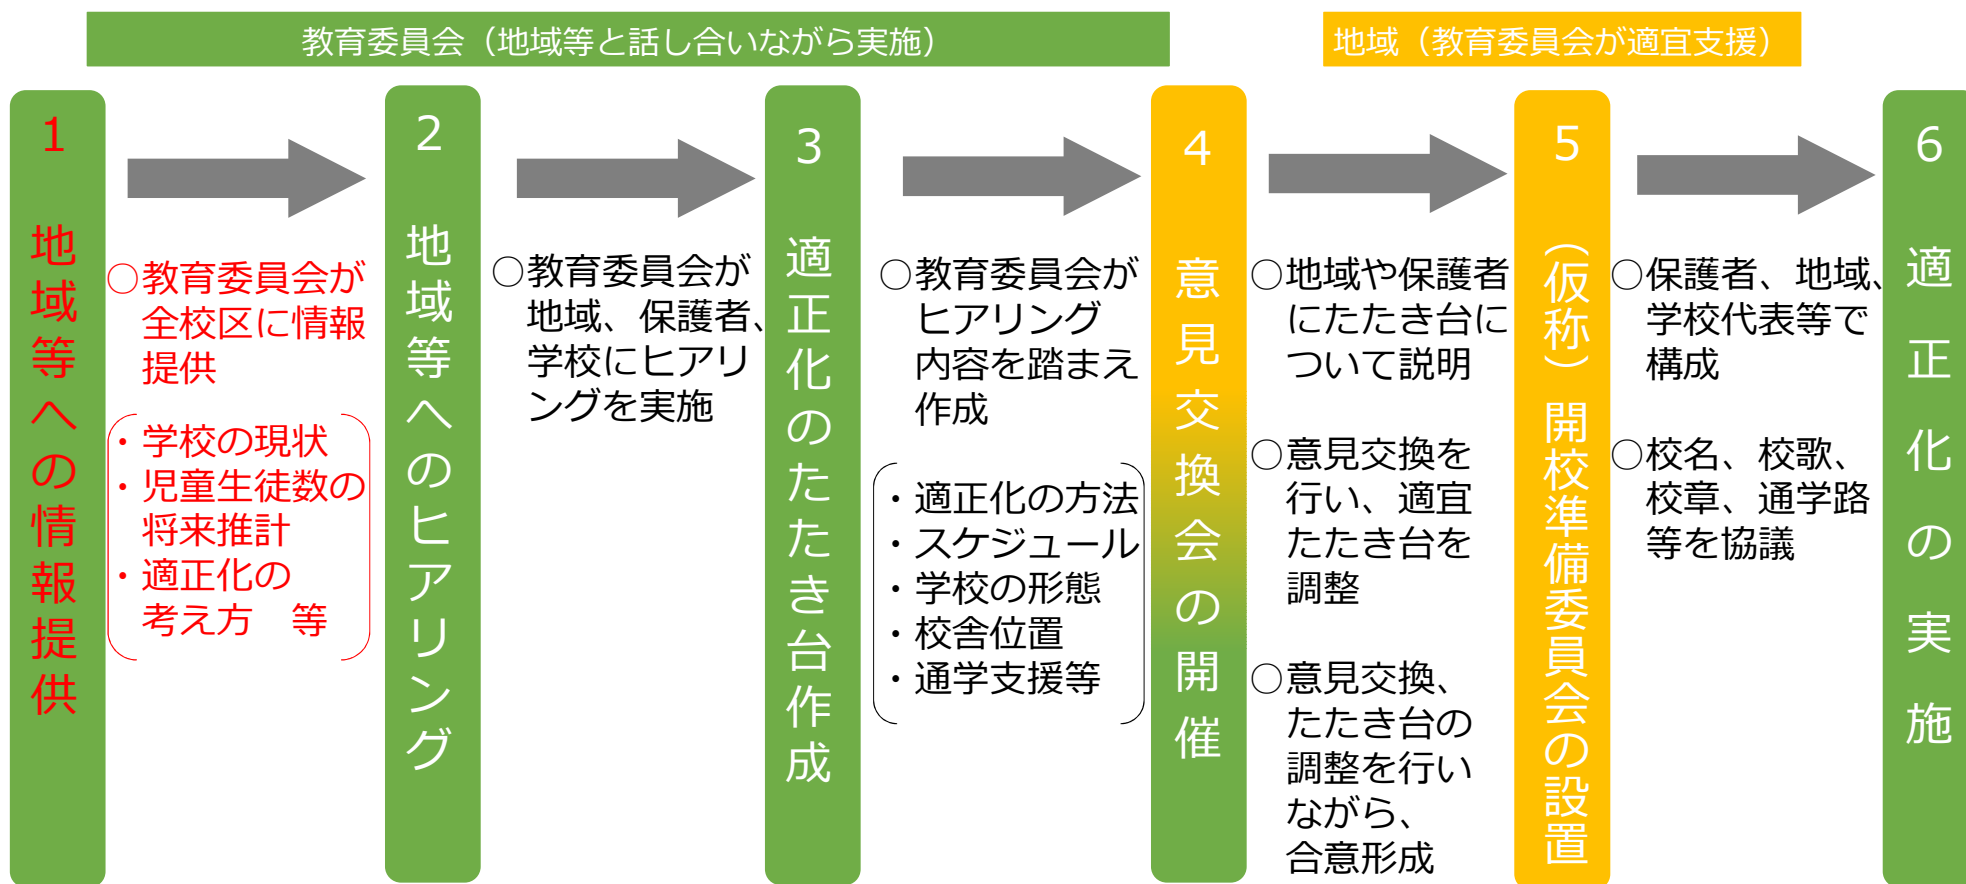 教育委員会（地域等と話し合いながら実施）
地域（教育委員会が適宜支援）
1 地域等への情報提供
○教育委員会が
全校区に情報
提供
・学校の現状
・児童生徒数の
将来推計
・適正化の
考え方　等
2 地域等へのヒアリング
○教育委員会が
地域、保護者、
学校にヒアリ
ングを実施
3 適正化のたたき台作成
○教育委員会が
ヒアリング
内容を踏まえ
作成
・適正化の方法
・スケジュール
・学校の形態
・校舎位置
・通学支援等
4 意見交換会の開催
○地域や保護者
にたたき台に
ついて説明
○意見交換を
行い、適宜
たたき台を
調整
○意見交換、
たたき台の
調整を行い
ながら、
合意形成
5 （仮称）開校準備委員会の設置
○保護者、地域、
学校代表等で
構成
○校名、校歌、
校章、通学路
等を協議
6 適正化の実施